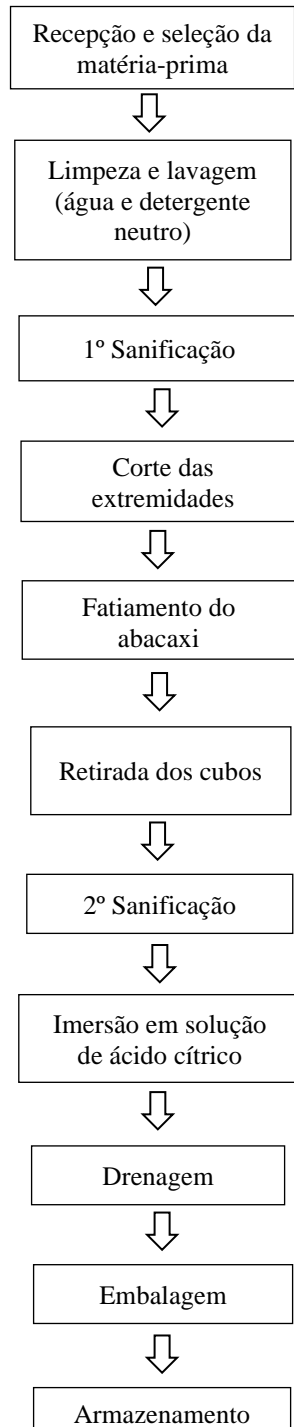 Recepção e seleção da
matéria-prima
Limpeza e lavagem
(água e detergente
neutro)
1º Sanificação
Corte das
extremidades
Fatiamento do
abacaxi
Retirada dos cubos
2º Sanificação
Imersão em solução
de ácido cítrico
Drenagem
Embalagem
Armazenamento